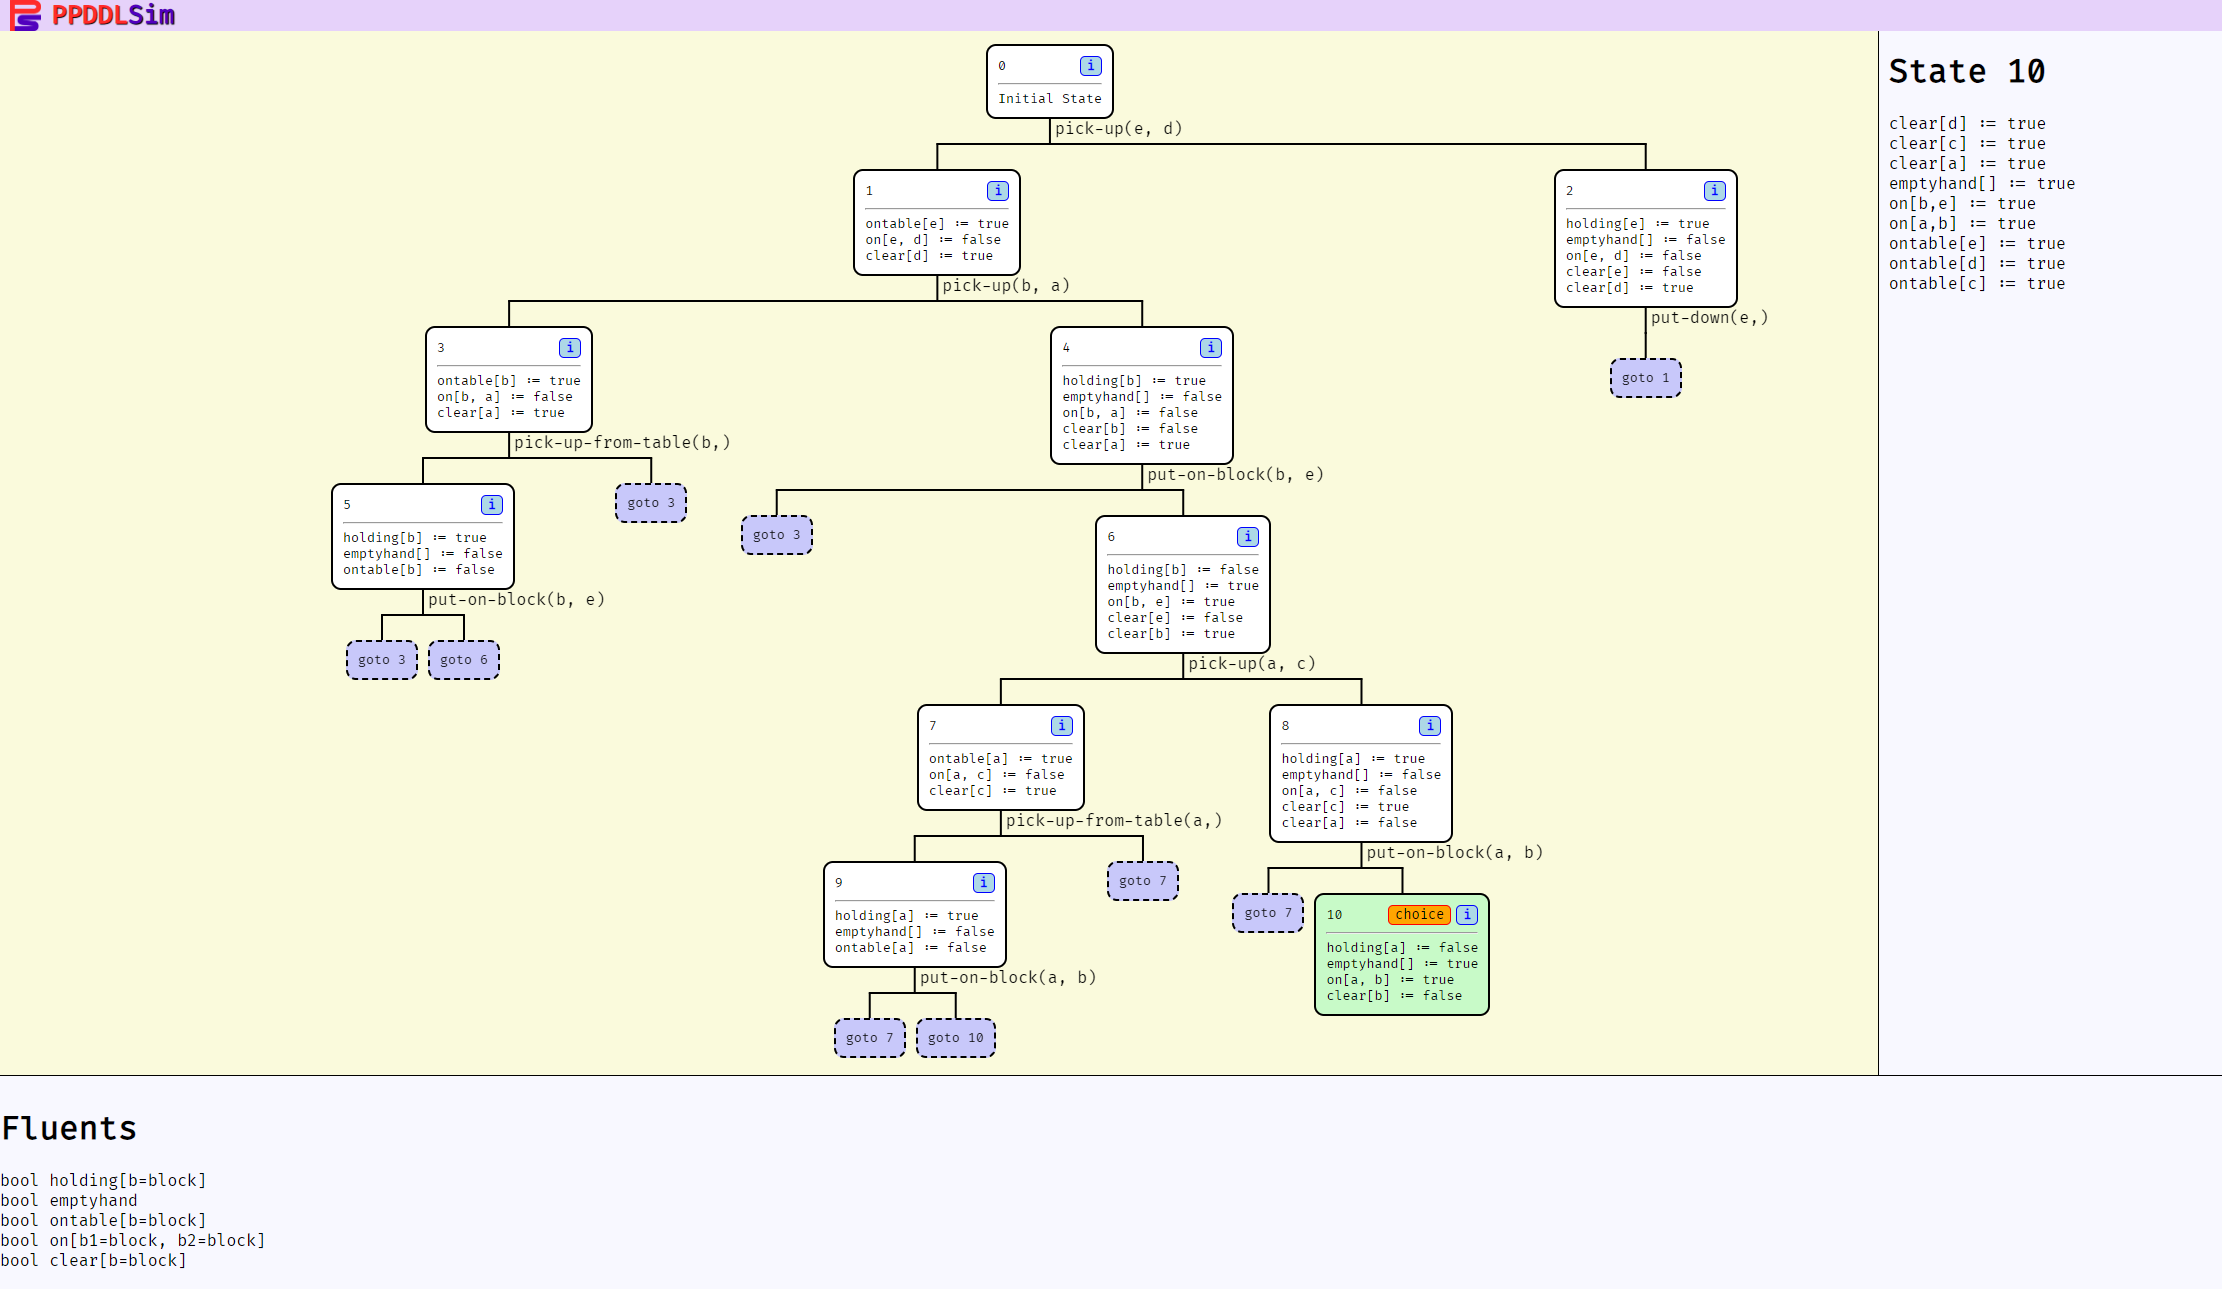 PPDDLSim
0 i
Initial State
pick-up(e, d)
1 i
ontable[e] := true
on[e, d] := false
clear[d] := true
pick-up(b, a)
2 i
holding[e] := true
emptyhand[] := false
on[e, d] := false
clear[e] := false
clear[d] := true
put-down(e,)
goto 1
3 i
ontable[b] := true
on[b, a] := false
clear[a] := true
pick-up-from-table(b,)
4 i
holding[b] := true
emptyhand[] := false
on[b, a] := false
clear[b] := false
clear[a] := true
put-on-block(b, e)
5 i
holding[b] := true
emptyhand[] := false
ontable[b] := false
put-on-block(b, e)
goto 3
goto 3
goto 6
goto 3
6 i
holding[b] := false
emptyhand[] := true
on[b, e] := true
clear[e] := false
clear[b] := true
pick-up(a, c)
7 i
ontable[a] := true
on[a, c] := false
clear[c] := true
pick-up-from-table(a,)
8 i
holding[a] := true
emptyhand[] := false
on[a, c] := false
clear[c] := true
clear[a] := false
put-on-block(a, b)
9 i
holding[a] := true
emptyhand[] := false
ontable[a] := false
put-on-block(a, b)
goto 7
goto 7
goto 10
goto 7
10 choice i
holding[a] := false
emptyhand[] := true
on[a, b] := true
clear[b] := false
State 10
clear[d] := true
clear[c] := true
clear[a] := true
emptyhand[] := true
on[b,e] := true
on[a,b] := true
ontable[e] := true
ontable[d] := true
ontable[c] := true
Fluents
bool holding[b=block]
bool emptyhand
bool ontable[b=block]
bool on[b1=block, b2=block]
bool clear[b=block]